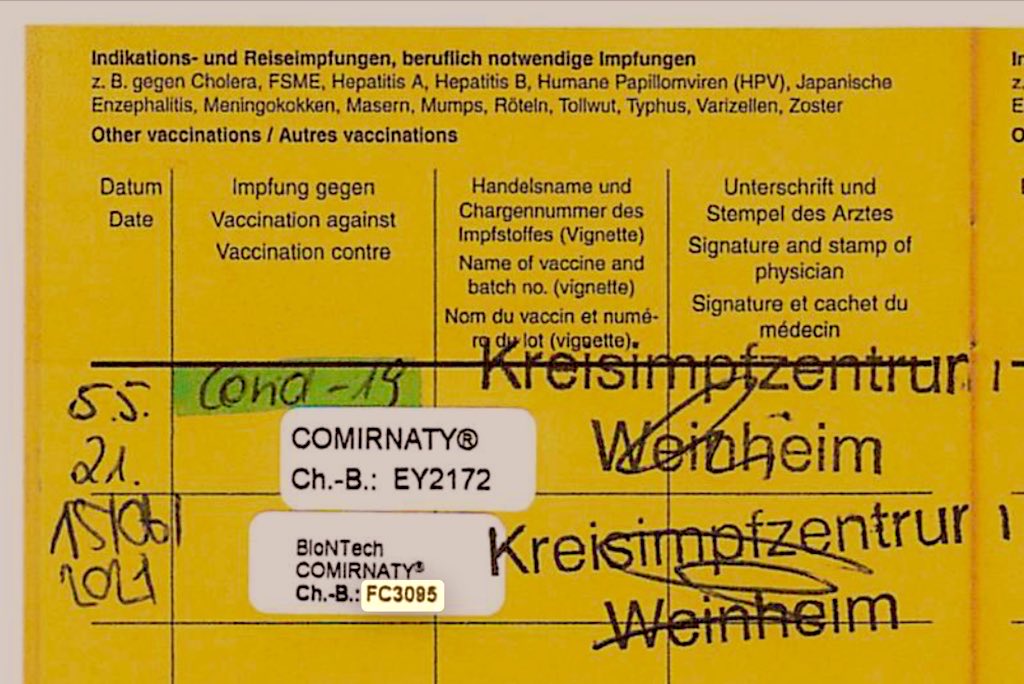 Indikations- und Reiseimpfungen, beruflich notwendige Impfungen
z. B. gegen Cholera, FSME, Hepatitis A, Hepatitis B, Humane Papillomviren (HPV), Japanische
Enzephalitis, Meningokokken, Masern, Mumps, Röteln, Tollwut, Typhus, Varizellen, Zoster
Other vaccinations / Autres vaccinations
Datum
Date
Impfung gegen
Vaccination against
Vaccination contre
Handelsname und
Chargennummer des
Impfstoffes (Vignette)
Name of vaccine and
batch no. (vignette)
Nom du vaccin et numé-
ro du lot (vignette).
Unterschrift und
Stempel des Arztes
Signature and stamp of
physician
Signature et cachet du
médecin
5.5.
21.
Covid-19
COMIRNATY®
Ch.-B.: EY2172
Kreisimpfzentrum
Weinheim
15/06/
2021
BioNTech
COMIRNATY®
Ch.-B.: FC3095
Kreisimpfzentrum
Weinheim